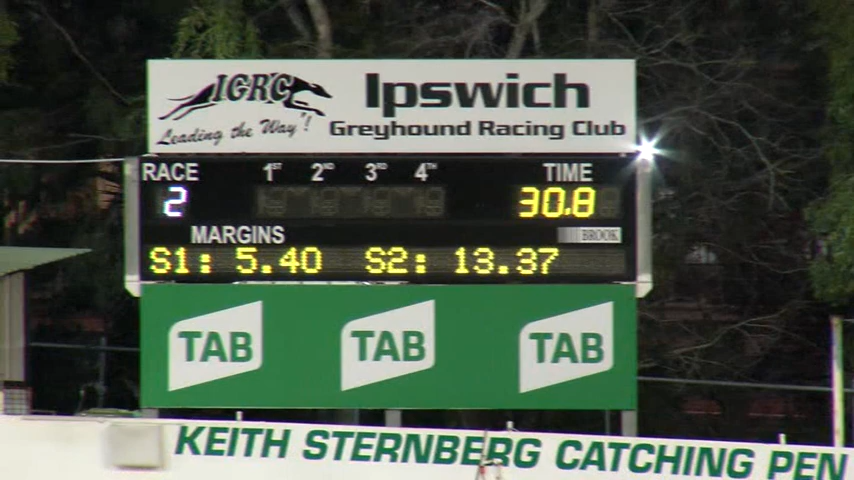 IGRC
Leading the Way'!
Ipswich
Greyhound Racing Club
RACE 1ST 2ND 3RD 4TH TIME
2 30.8
MARGINS BROOK
S1: 5.40 S2: 13.37
TAB TAB TAB
KEITH STERNBERG CATCHING PEN